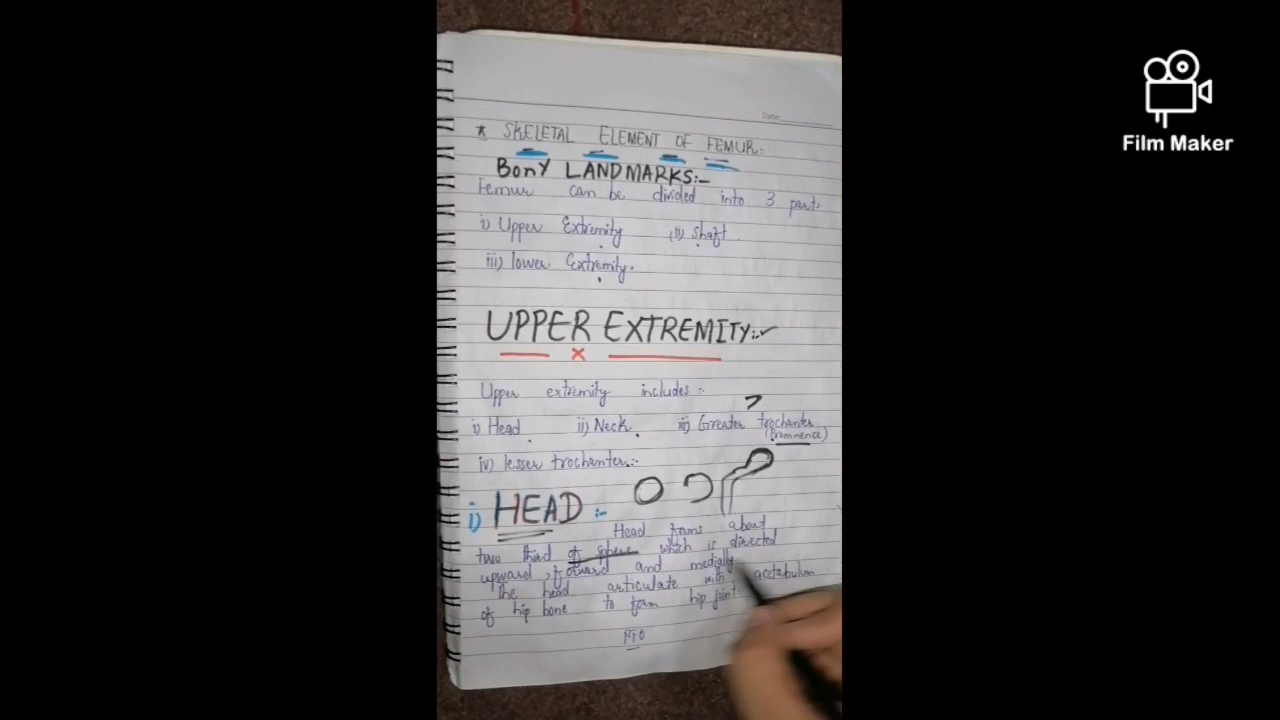 Date
* SKELETAL ELEMENT OF FEMUR:-
BonY LANDMARKS:-
Femur can be divided into 3 part-
i) Upper Extremity (ii) Shaft.
iii) lower Extremity.
UPPER EXTREMITY:-
Upper extremity includes :-
i) Head ii) Neck iii) Greater trochanter
(Prominence)
iv) lesser trochanter:-
i) HEAD :-
Head forms about
two third of sphere which is directed
upward, forward and medially
The head articulate with acetabulum
of hip bone to form hip joint.
PTO
Film Maker